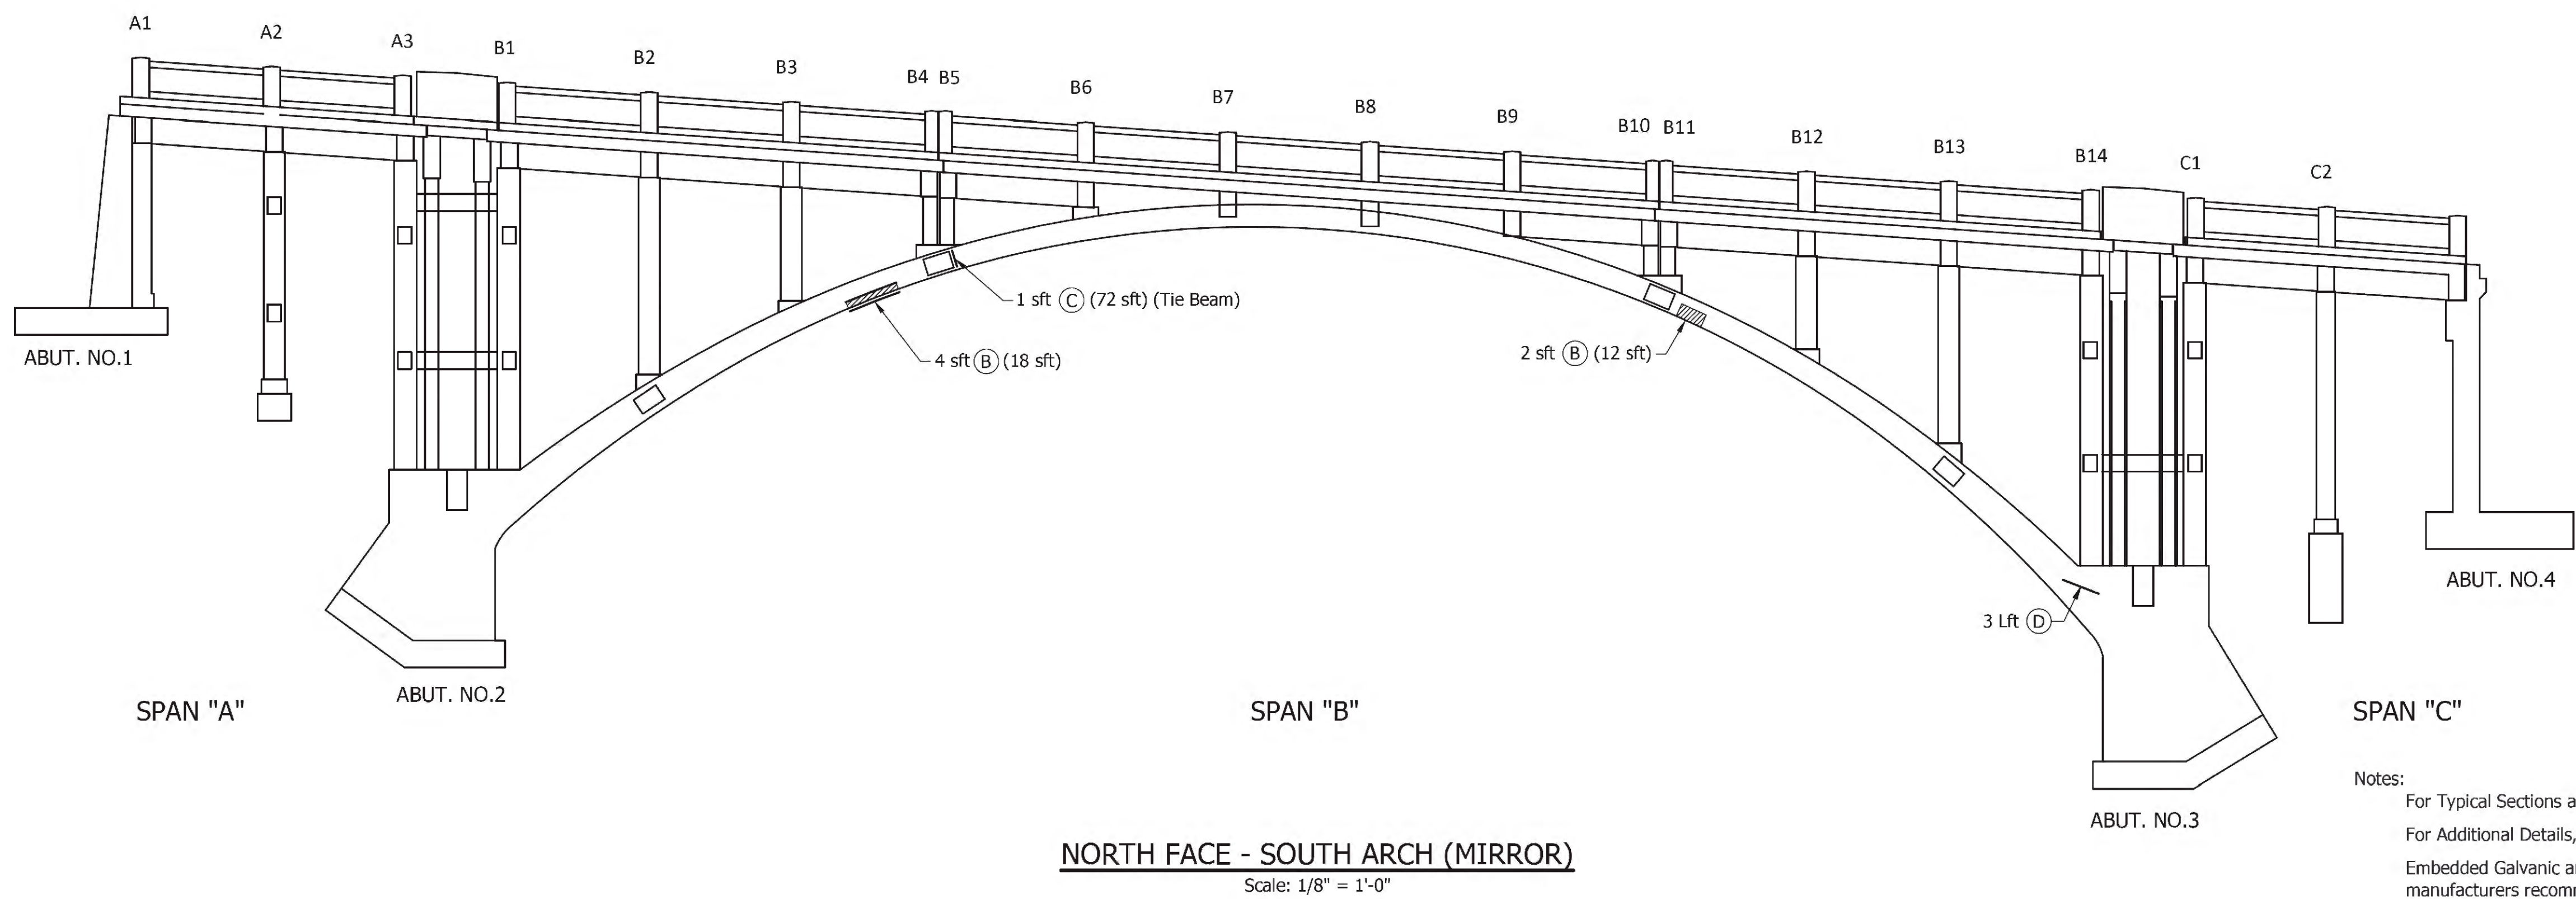 A1
A2
A3
B1
B2
B3
B4 B5
B6
B7
B8
B9
B10 B11
B12
B13
B14
C1
C2
1 sft C (72 sft) (Tie Beam)
4 sft B (18 sft)
2 sft B (12 sft)
3 Lft D
ABUT. NO.1
ABUT. NO.2
ABUT. NO.3
ABUT. NO.4
SPAN "A"
SPAN "B"
SPAN "C"
NORTH FACE - SOUTH ARCH (MIRROR)
Scale: 1/8" = 1'-0"
Notes:
For Typical Sections a
For Additional Details,
Embedded Galvanic a
manufacturers recom